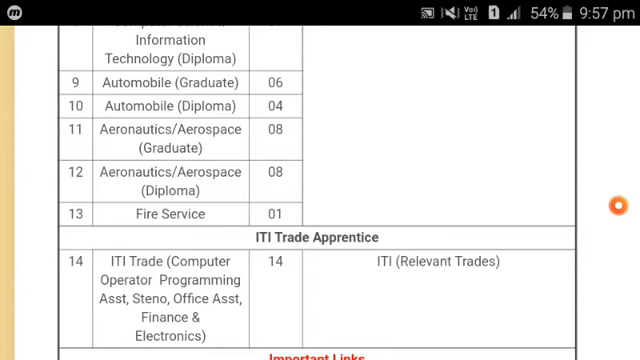 54% 9:57 pm
Information
Technology (Diploma)
9 Automobile (Graduate) 06
10 Automobile (Diploma) 04
11 Aeronautics/Aerospace 08
(Graduate)
12 Aeronautics/Aerospace 08
(Diploma)
13 Fire Service 01
ITI Trade Apprentice
14 ITI Trade (Computer 14 ITI (Relevant Trades)
Operator Programming
Asst, Steno, Office Asst,
Finance &
Electronics)
Important Links